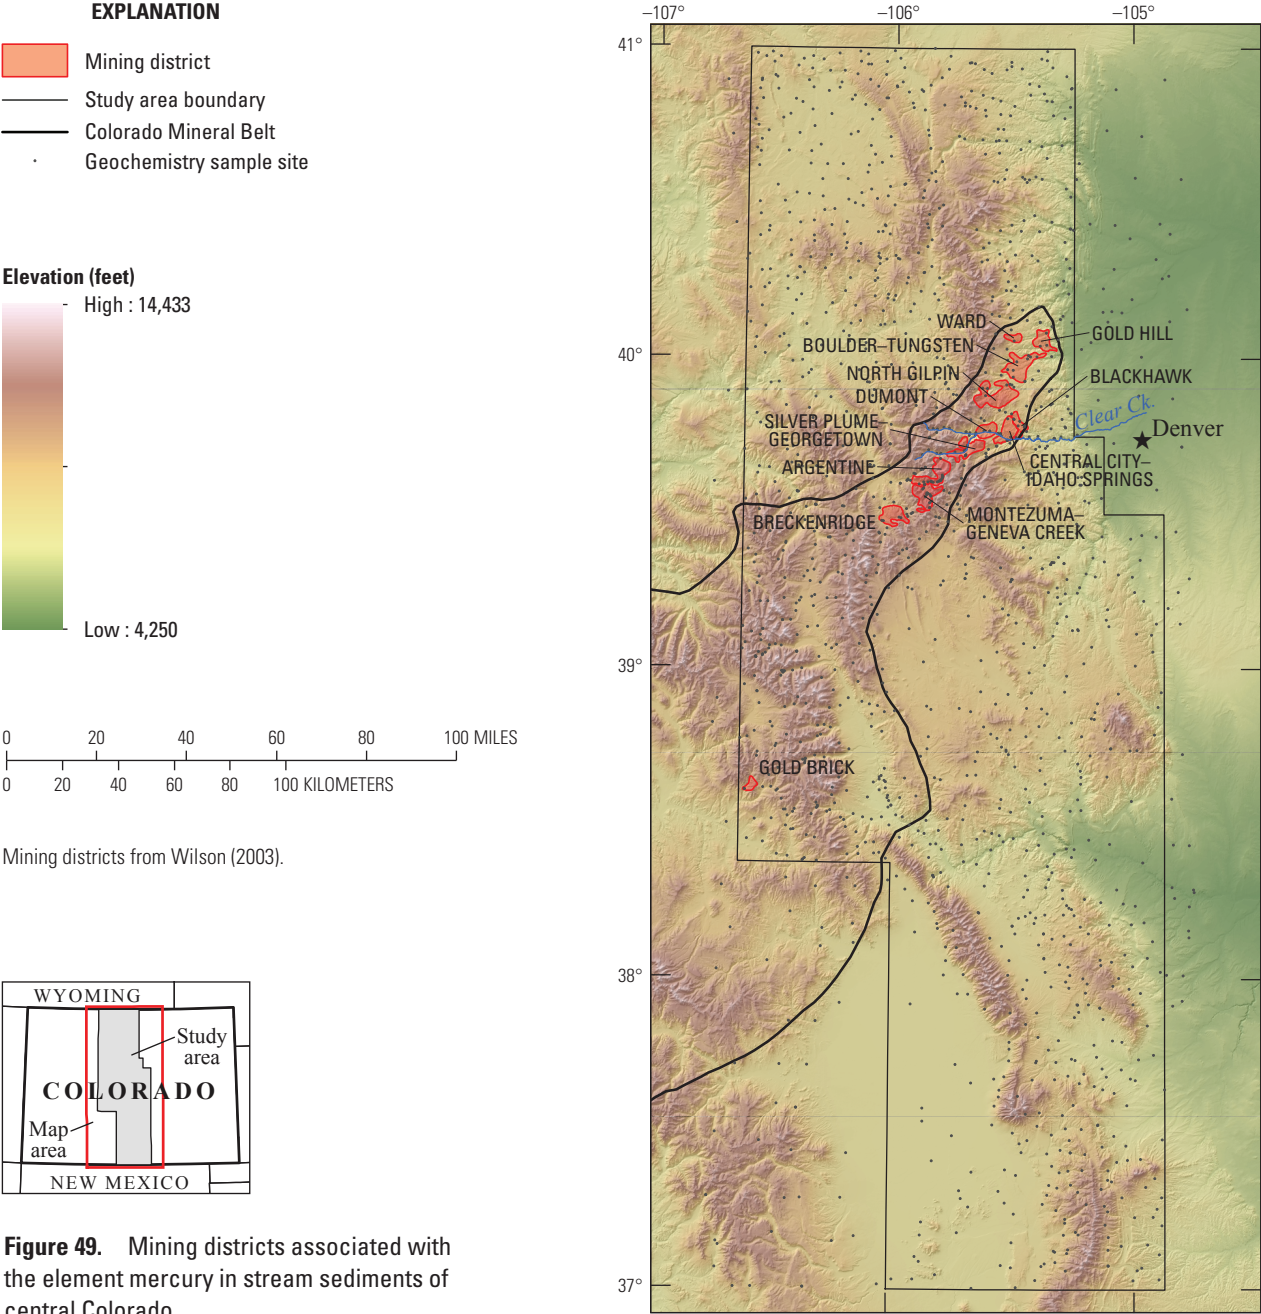 EXPLANATION
Mining district
Study area boundary
Colorado Mineral Belt
Geochemistry sample site
Elevation (feet)
High : 14,433
Low : 4,250
0 20 40 60 80 100 MILES
0 20 40 60 80 100 KILOMETERS
Mining districts from Wilson (2003).
WYOMING
Study
area
COLORADO
Map
area
NEW MEXICO
Figure 49. Mining districts associated with
the element mercury in stream sediments of
central Colorado
–107° –106° –105°
41°
40°
39°
38°
37°
WARD
GOLD HILL
BOULDER–TUNGSTEN
NORTH GILPIN
BLACKHAWK
DUMONT
Clear Ck.
SILVER PLUME–
GEORGETOWN
Denver
ARGENTINE
CENTRAL CITY–
IDAHO SPRINGS
BRECKENRIDGE
MONTEZUMA–
GENEVA CREEK
GOLD BRICK